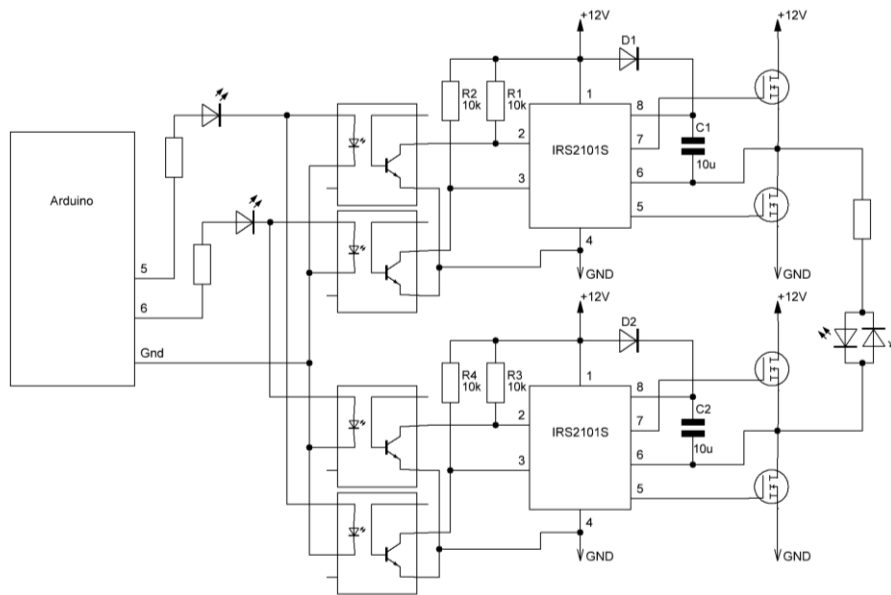 +12V
+12V
D1
R2
10k
R1
10k
1
8
C1
10u
2
IRS2101S
7
3
6
5
4
GND
GND
Arduino
5
6
Gnd
+12V
+12V
D2
R4
10k
R3
10k
1
8
C2
10u
2
IRS2101S
7
3
6
5
4
GND
GND